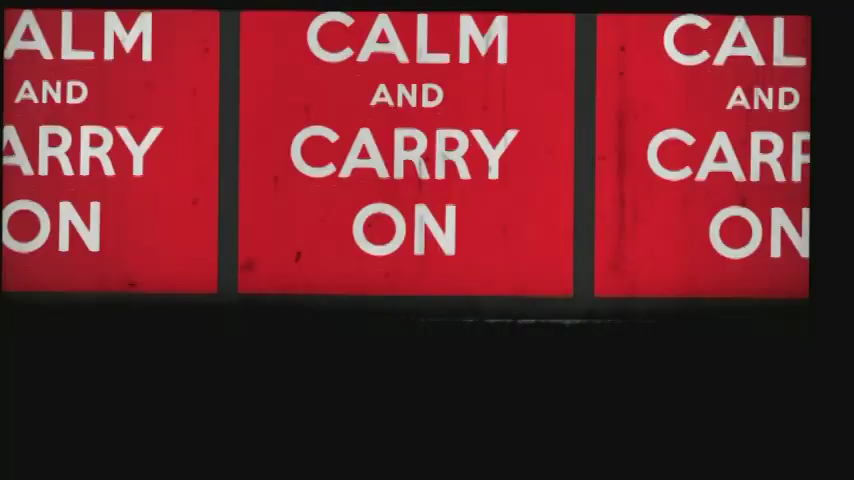 ALM
AND
ARRY
ON
CALM
AND
CARRY
ON
CAL
AND
CARR
ON